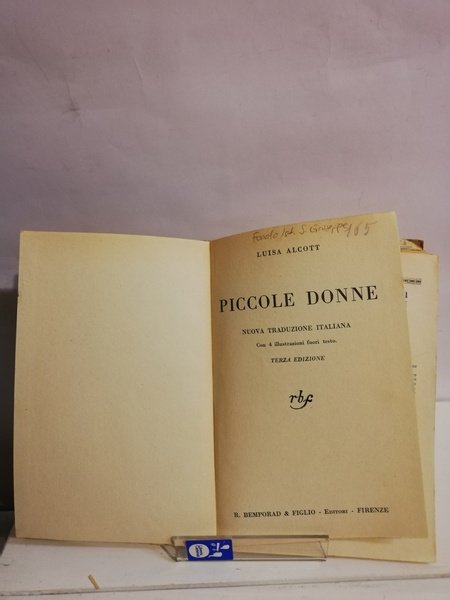 Fondo Ist. S. Giuseppe 165
LUISA ALCOTT
PICCOLE DONNE
NUOVA TRADUZIONE ITALIANA
Con 4 illustrazioni fuori testo.
TERZA EDIZIONE
rbf
R. BEMPORAD & FIGLIO - EDITORI - FIRENZE